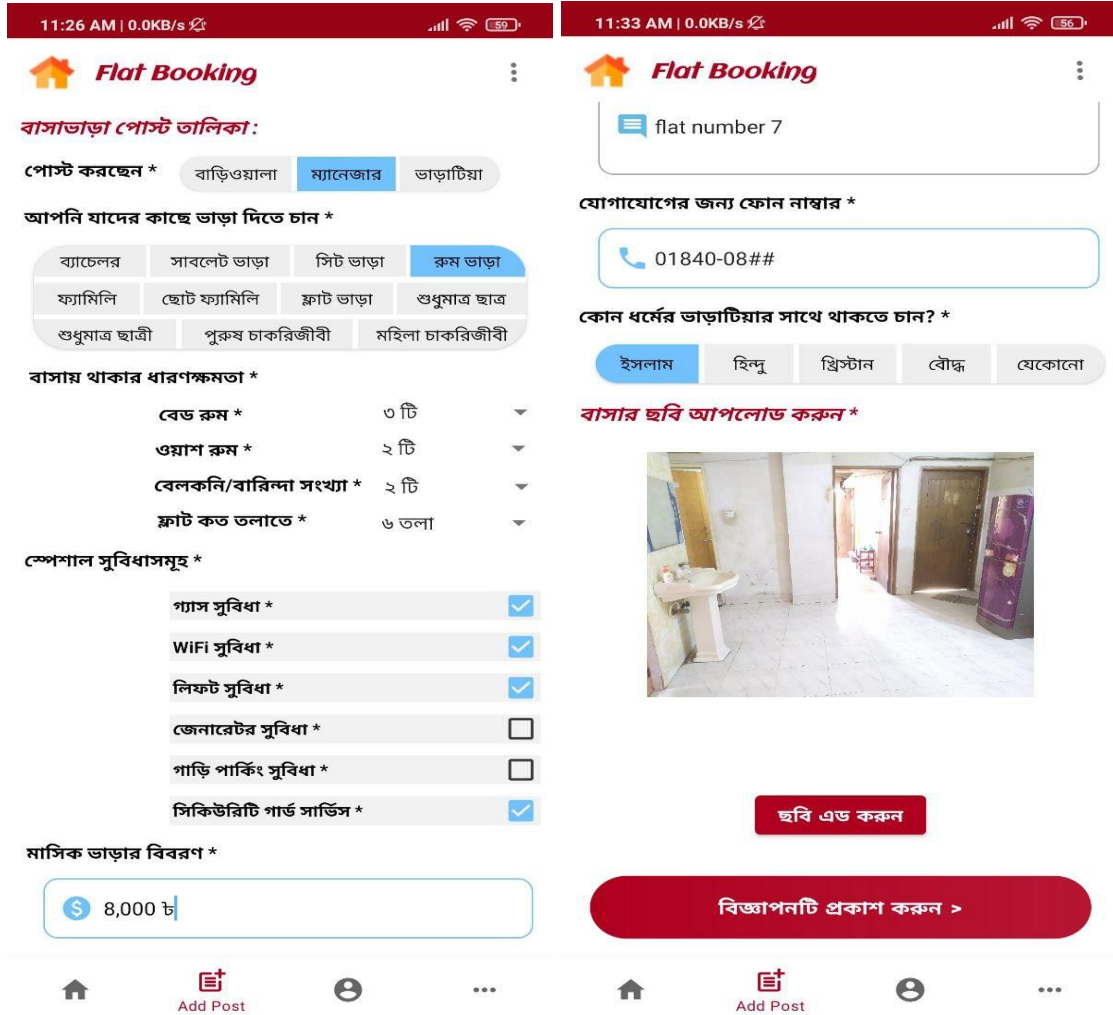 11:26 AM | 0.0KB/s 59
Flat Booking
বাসাভাড়া পোস্ট তালিকা :
পোস্ট করছেন * বাড়িওয়ালা ম্যানেজার ভাড়াটিয়া
আপনি যাদের কাছে ভাড়া দিতে চান *
ব্যাচেলর সাবলেট ভাড়া সিট ভাড়া রুম ভাড়া
ফ্যামিলি ছোট ফ্যামিলি ফ্লাট ভাড়া শুধুমাত্র ছাত্র
শুধুমাত্র ছাত্রী পুরুষ চাকরিজীবী মহিলা চাকরিজীবী
বাসায় থাকার ধারণক্ষমতা *
বেড রুম * ৩ টি
ওয়াশ রুম * ২ টি
বেলকনি/বারিন্দা সংখ্যা * ২ টি
ফ্লাট কত তলাতে * ৬ তলা
স্পেশাল সুবিধাসমূহ *
গ্যাস সুবিধা *
WiFi সুবিধা *
লিফট সুবিধা *
জেনারেটর সুবিধা *
গাড়ি পার্কিং সুবিধা *
সিকিউরিটি গার্ড সার্ভিস *
মাসিক ভাড়ার বিবরণ *
8,000 ৳
Add Post
11:33 AM | 0.0KB/s 56
Flat Booking
flat number 7
যোগাযোগের জন্য ফোন নাম্বার *
01840-08##
কোন ধর্মের ভাড়াটিয়ার সাথে থাকতে চান? *
ইসলাম হিন্দু খ্রিস্টান বৌদ্ধ যেকোনো
বাসার ছবি আপলোড করুন *
ছবি এড করুন
বিজ্ঞাপনটি প্রকাশ করুন >
Add Post